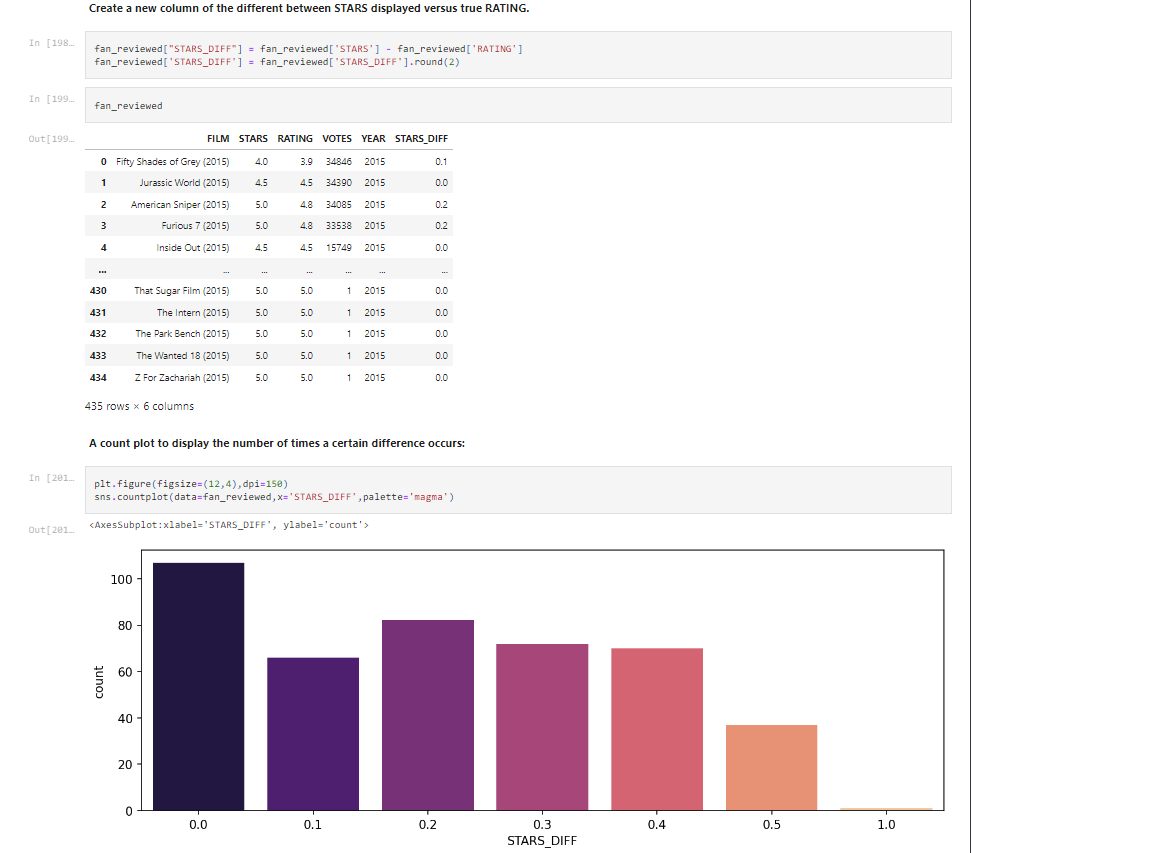 Create a new column of the different between STARS displayed versus true RATING.
In [198…
fan_reviewed["STARS_DIFF"] = fan_reviewed['STARS'] - fan_reviewed['RATING']
fan_reviewed['STARS_DIFF'] = fan_reviewed['STARS_DIFF'].round(2)
In [199…
fan_reviewed
Out[199…
FILM STARS RATING VOTES YEAR STARS_DIFF
0 Fifty Shades of Grey (2015) 4.0 3.9 34846 2015 0.1
1 Jurassic World (2015) 4.5 4.5 34390 2015 0.0
2 American Sniper (2015) 5.0 4.8 34085 2015 0.2
3 Furious 7 (2015) 5.0 4.8 33538 2015 0.2
4 Inside Out (2015) 4.5 4.5 15749 2015 0.0
... ... ... ... ... ... ...
430 That Sugar Film (2015) 5.0 5.0 1 2015 0.0
431 The Intern (2015) 5.0 5.0 1 2015 0.0
432 The Park Bench (2015) 5.0 5.0 1 2015 0.0
433 The Wanted 18 (2015) 5.0 5.0 1 2015 0.0
434 Z For Zachariah (2015) 5.0 5.0 1 2015 0.0
435 rows × 6 columns
A count plot to display the number of times a certain difference occurs:
In [201…
plt.figure(figsize=(12,4),dpi=150)
sns.countplot(data=fan_reviewed,x='STARS_DIFF',palette='magma')
Out[201…
<AxesSubplot:xlabel='STARS_DIFF', ylabel='count'>
100
80
60
40
20
0
count
0.0 0.1 0.2 0.3 0.4 0.5 1.0
STARS_DIFF